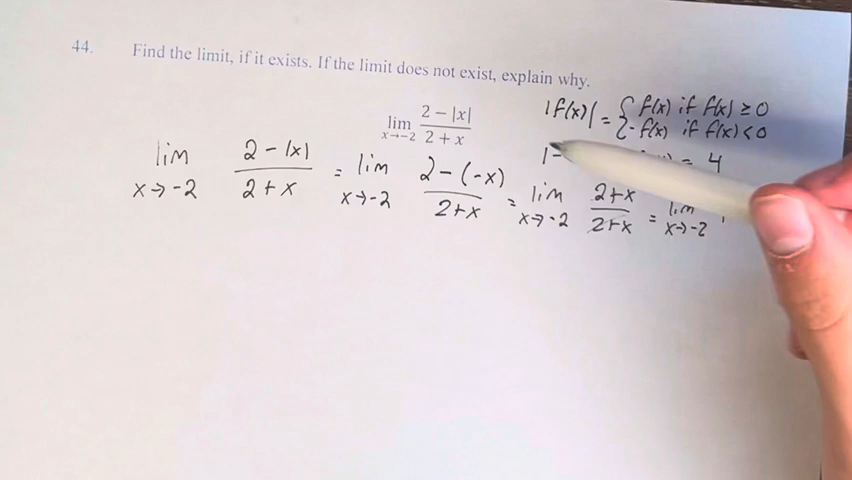 44. Find the limit, if it exists. If the limit does not exist, explain why.
lim x→-2 2 - |x| / 2 + x
|f(x)| = { f(x) if f(x) ≥ 0
-f(x) if f(x) < 0
|- = 4
lim x→-2 2 - |x| / 2 + x = lim x→-2 2 - (-x) / 2 + x = lim x→-2 2 + x / 2 + x = lim x→-2